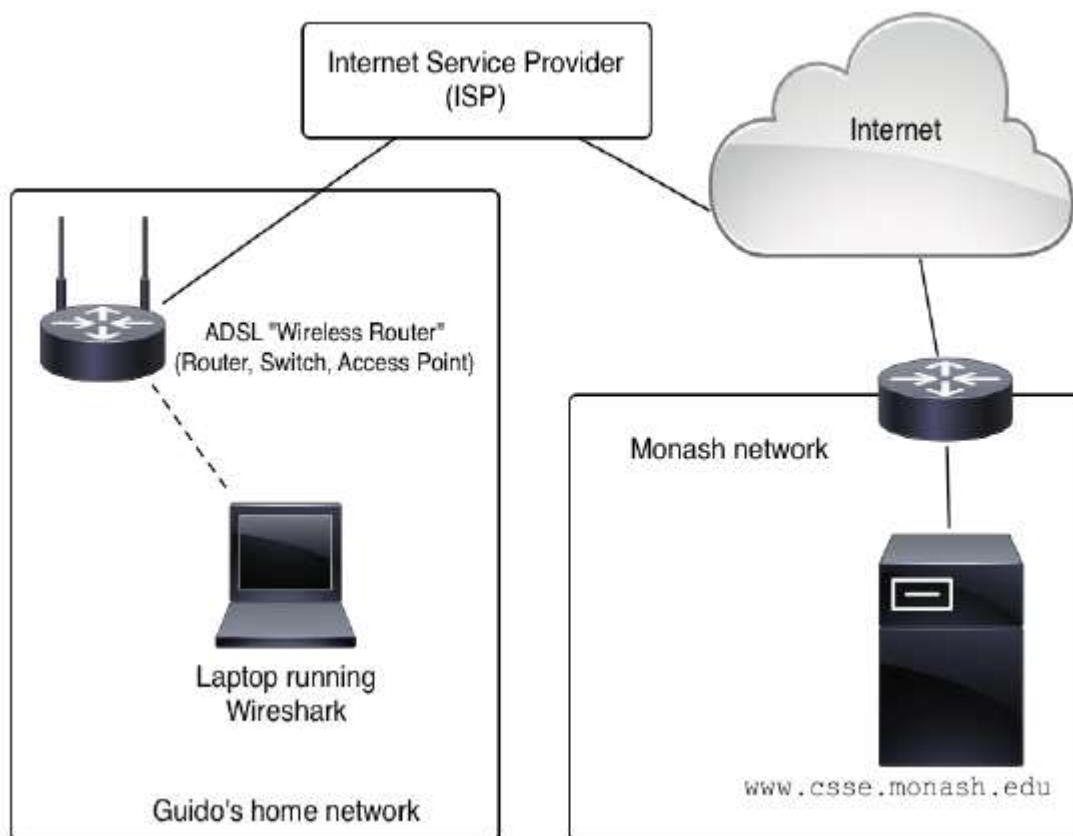 Internet Service Provider
(ISP)
Internet
ADSL "Wireless Router"
(Router, Switch, Access Point)
Monash network
Laptop running
Wireshark
www.csse.monash.edu
Guido's home network